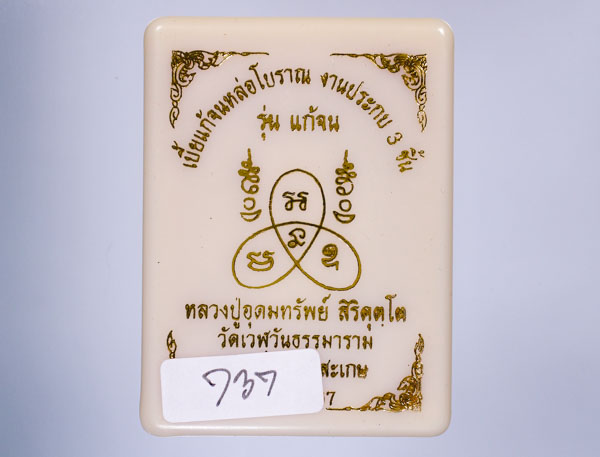 เบี้ยแก้จนหล่อโบราณ งานประกบ 3 ชั้น
รุ่น แก้จน
หลวงปู่อุดมทรัพย์ สิริคุตฺโต
วัดเวฬุวันธรรมาราม
สะเกษ
7
737